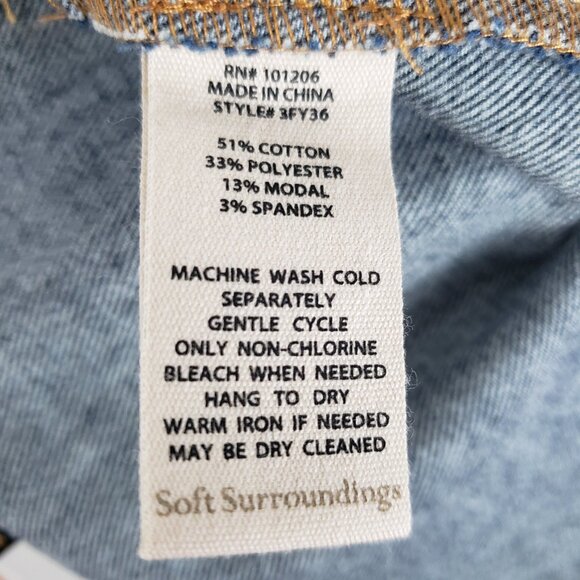 RN# 101206
MADE IN CHINA
STYLE# 3FY36
51% COTTON
33% POLYESTER
13% MODAL
3% SPANDEX
MACHINE WASH COLD
SEPARATELY
GENTLE CYCLE
ONLY NON-CHLORINE
BLEACH WHEN NEEDED
HANG TO DRY
WARM IRON IF NEEDED
MAY BE DRY CLEANED
Soft Surroundings